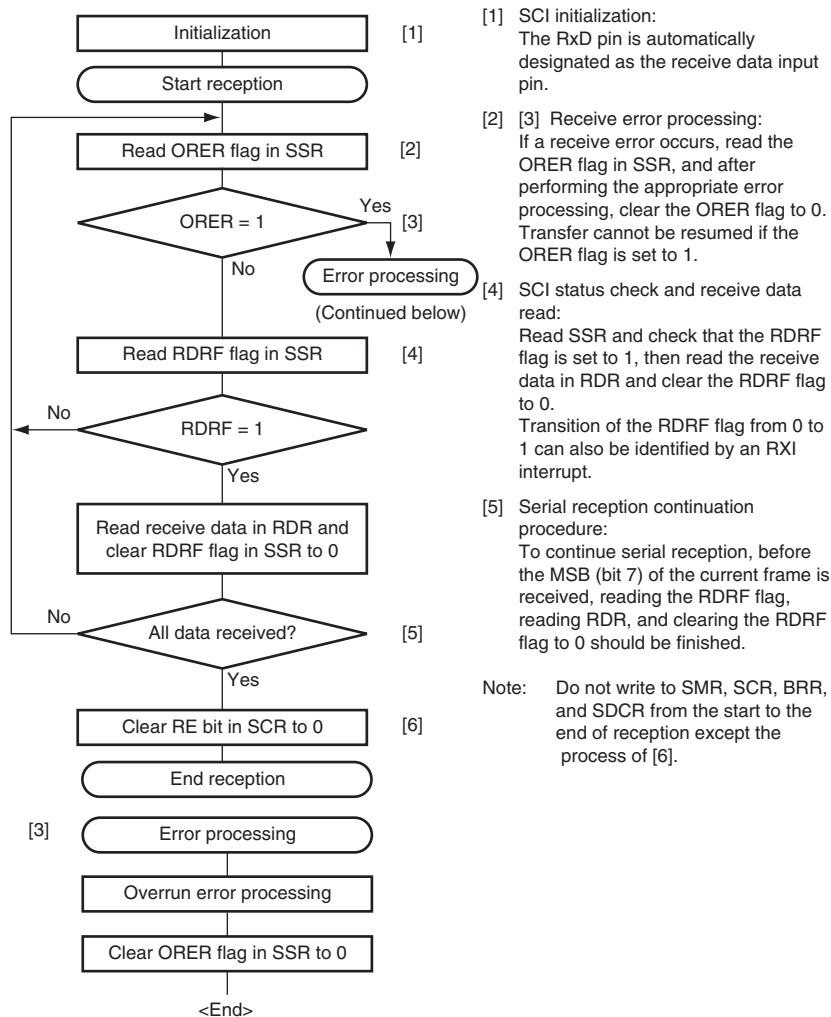 Initialization
[1]
Start reception
Read ORER flag in SSR
[2]
ORER = 1
Yes
[3]
No
Error processing
(Continued below)
Read RDRF flag in SSR
[4]
No
RDRF = 1
Yes
Read receive data in RDR and
clear RDRF flag in SSR to 0
No
All data received?
[5]
Yes
Clear RE bit in SCR to 0
[6]
End reception
[3]
Error processing
Overrun error processing
Clear ORER flag in SSR to 0
<End>
[1] SCI initialization:
The RxD pin is automatically
designated as the receive data input
pin.
[2] [3] Receive error processing:
If a receive error occurs, read the
ORER flag in SSR, and after
performing the appropriate error
processing, clear the ORER flag to 0.
Transfer cannot be resumed if the
ORER flag is set to 1.
[4] SCI status check and receive data
read:
Read SSR and check that the RDRF
flag is set to 1, then read the receive
data in RDR and clear the RDRF flag
to 0.
Transition of the RDRF flag from 0 to
1 can also be identified by an RXI
interrupt.
[5] Serial reception continuation
procedure:
To continue serial reception, before
the MSB (bit 7) of the current frame is
received, reading the RDRF flag,
reading RDR, and clearing the RDRF
flag to 0 should be finished.
Note: Do not write to SMR, SCR, BRR,
and SDCR from the start to the
end of reception except the
process of [6].